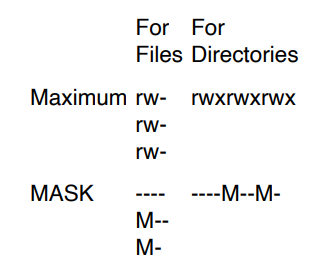 For For
Files Directories
Maximum rw- rwxrwxrwx
rw-
rw-
MASK ---- ----M--M-
M--
M-